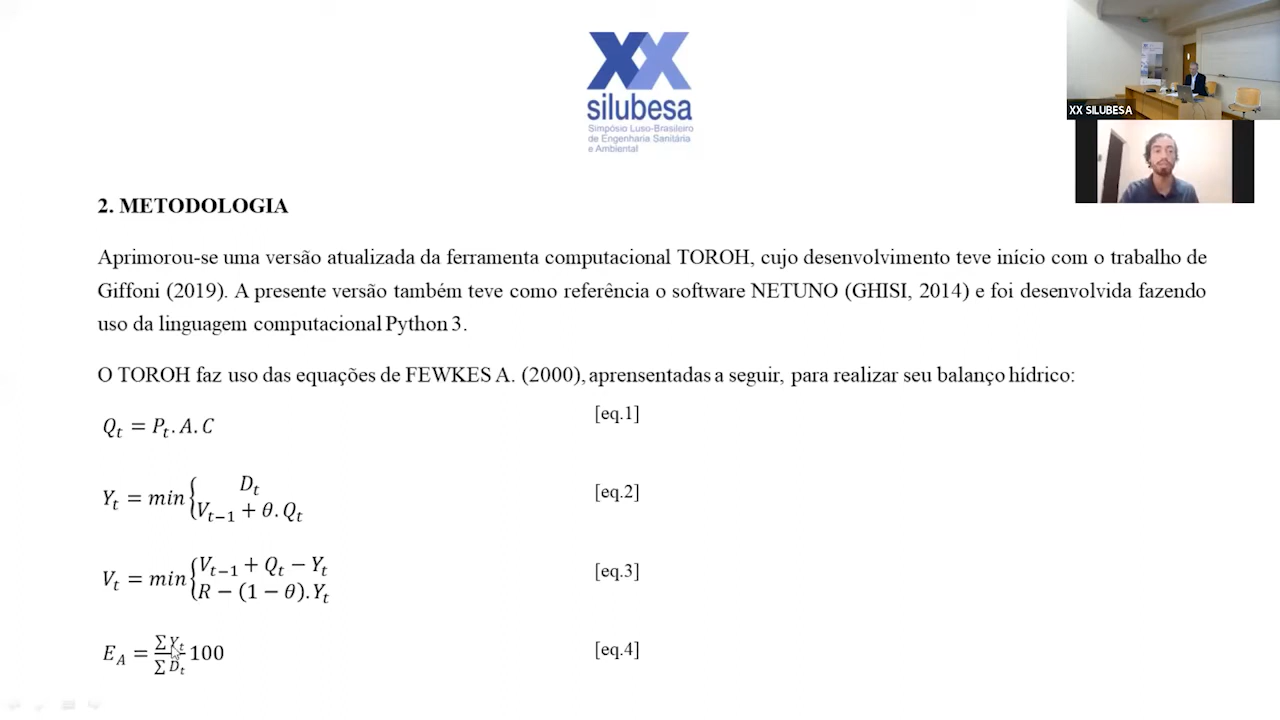 XX
silubesa
Simpósio Luso-Brasileiro
de Engenharia Sanitária
e Ambiental
XX SILUBESA
2. METODOLOGIA
Aprimorou-se uma versão atualizada da ferramenta computacional TOROH, cujo desenvolvimento teve início com o trabalho de
Giffoni (2019). A presente versão também teve como referência o software NETUNO (GHISI, 2014) e foi desenvolvida fazendo
uso da linguagem computacional Python 3.
O TOROH faz uso das equações de FEWKES A. (2000), aprensentadas a seguir, para realizar seu balanço hídrico:
Q_t = P_t . A. C [eq.1]
Y_t = min { D_t
V_{t−1} + θ. Q_t [eq.2]
V_t = min { V_{t−1} + Q_t − Y_t
R − (1 − θ). Y_t [eq.3]
E_A = ∑ Y_t / ∑ D_t 100 [eq.4]